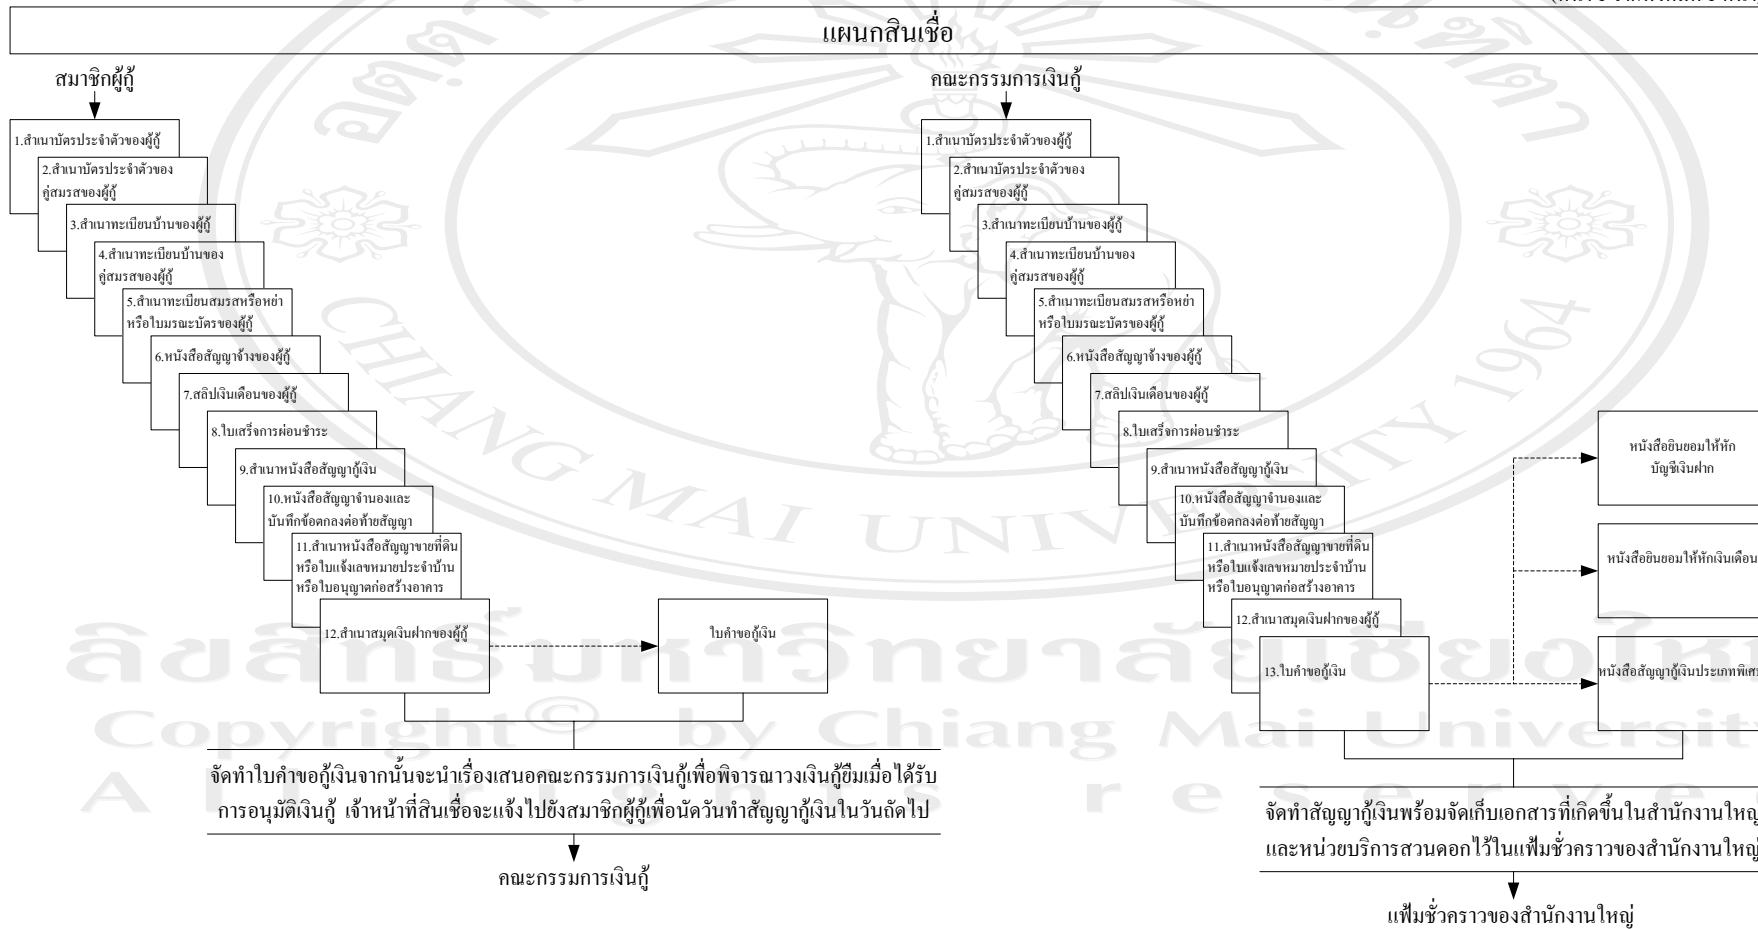 แผนกสินเชื่อ
สมาชิกผู้กู้
1.สำเนาบัตรประจำตัวของผู้กู้
2.สำเนาบัตรประจำตัวของ
คู่สมรสของผู้กู้
3.สำเนาทะเบียนบ้านของผู้กู้
4.สำเนาทะเบียนบ้านของ
คู่สมรสของผู้กู้
5.สำเนาทะเบียนสมรสหรือหย่า
หรือใบมรณะบัตรของผู้กู้
6.หนังสือสัญญาจ้างของผู้กู้
7.สลิปเงินเดือนของผู้กู้
8.ใบเสร็จการผ่อนชำระ
9.สำเนาหนังสือสัญญากู้เงิน
10.หนังสือสัญญาจำนองและ
บันทึกข้อตกลงต่อท้ายสัญญา
11.สำเนาหนังสือสัญญาขายที่ดิน
หรือใบแจ้งเลขหมายประจำบ้าน
หรือใบอนุญาตก่อสร้างอาคาร
12.สำเนาสมุดเงินฝากของผู้กู้
ใบคำขอกู้เงิน
จัดทำใบคำขอกู้เงินจากนั้นจะนำเรื่องเสนอคณะกรรมการเงินกู้เพื่อพิจารณาวงเงินกู้ยืมเมื่อได้รับ
การอนุมัติเงินกู้ เจ้าหน้าที่สินเชื่อจะแจ้งไปยังสมาชิกผู้กู้เพื่อนัดวันทำสัญญากู้เงินในวันถัดไป
คณะกรรมการเงินกู้
คณะกรรมการเงินกู้
1.สำเนาบัตรประจำตัวของผู้กู้
2.สำเนาบัตรประจำตัวของ
คู่สมรสของผู้กู้
3.สำเนาทะเบียนบ้านของผู้กู้
4.สำเนาทะเบียนบ้านของ
คู่สมรสของผู้กู้
5.สำเนาทะเบียนสมรสหรือหย่า
หรือใบมรณะบัตรของผู้กู้
6.หนังสือสัญญาจ้างของผู้กู้
7.สลิปเงินเดือนของผู้กู้
8.ใบเสร็จการผ่อนชำระ
9.สำเนาหนังสือสัญญากู้เงิน
10.หนังสือสัญญาจำนองและ
บันทึกข้อตกลงต่อท้ายสัญญา
11.สำเนาหนังสือสัญญาขายที่ดิน
หรือใบแจ้งเลขหมายประจำบ้าน
หรือใบอนุญาตก่อสร้างอาคาร
12.สำเนาสมุดเงินฝากของผู้กู้
13.ใบคำขอกู้เงิน
หนังสือยินยอมให้หัก
บัญชีเงินฝาก
หนังสือยินยอมให้หักเงินเดือน
หนังสือสัญญากู้เงินประเภทพิเศษ
จัดทำสัญญากู้เงินพร้อมจัดเก็บเอกสารที่เกิดขึ้นในสำนักงานใหญ่
และหน่วยบริการสวนดอกไว้ในแฟ้มชั่วคราวของสำนักงานใหญ่
แฟ้มชั่วคราวของสำนักงานใหญ่
CHIANG MAI UNIVERSITY 1964
ลิขสิทธิ์มหาวิทยาลัยเชียงให
Copyright© by Chiang Mai Universit
All rights reserve